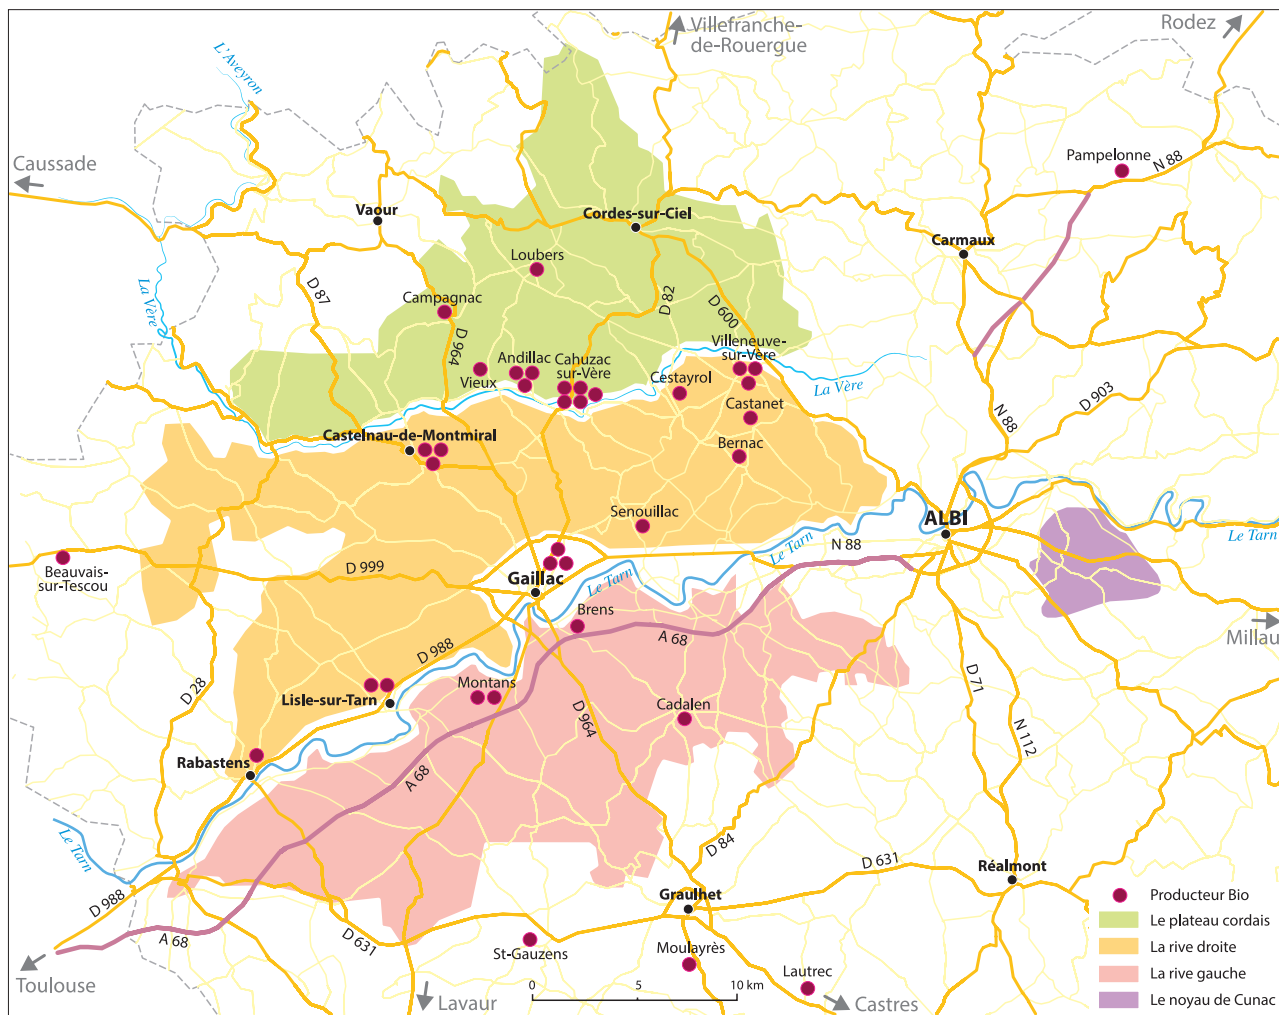 Villefranche-
de-Rouergue
Rodez
L'Aveyron
Caussade
Pampelonne
N 88
Vaour
Cordes-sur-Ciel
Carmaux
Loubers
La Vère
D 87
Campagnac
D 82
D 600
D 964
Villeneuve-
sur-Vère
Andillac
Cahuzac
sur-Vère
Vieux
Cestayrol
La Vère
D 903
Castanet
N 88
Castelnau-de-Montmiral
Bernac
Senouillac
ALBI
Le Tarn
Le Tarn
N 88
Beauvais-
sur-Tescou
D 999
Gaillac
Le Tarn
Brens
A 68
Millau
D 988
D 28
Montans
D 71
Lisle-sur-Tarn
Cadalen
D 964
N 112
Rabastens
A 68
Le Tarn
D 84
D 631
Réalmont
Graulhet
D 988
A 68
D 631
St-Gauzens
Moulayrès
Lautrec
Toulouse
Lavaur
Castres
0 5 10 km
Producteur Bio
Le plateau cordais
La rive droite
La rive gauche
Le noyau de Cunac